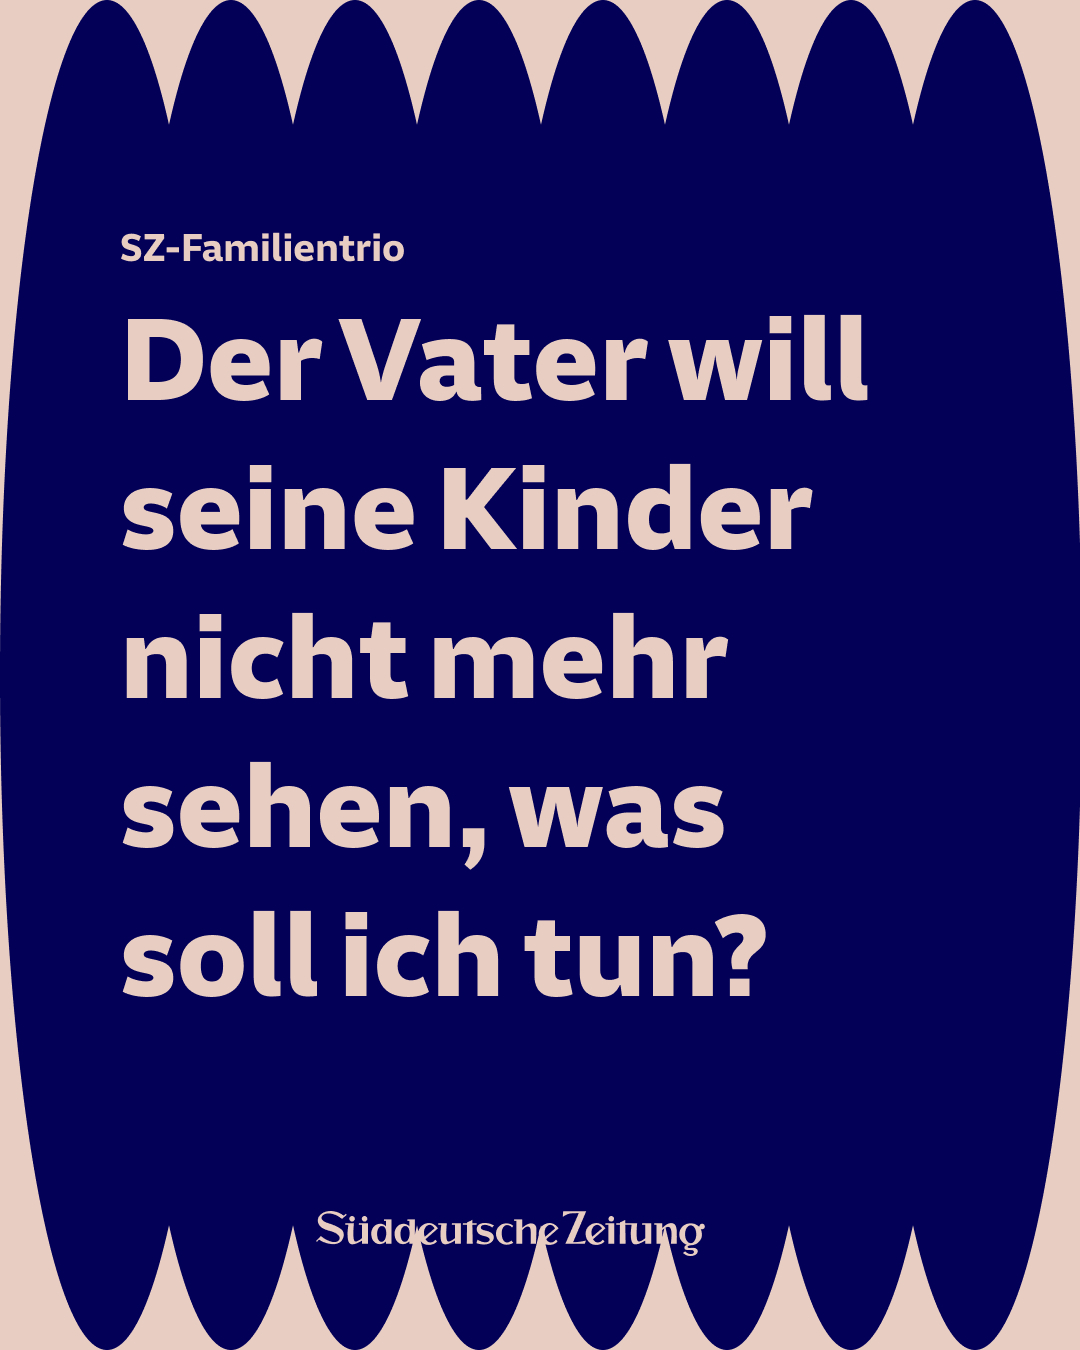 SZ-Familientrio
Der Vater will
seine Kinder
nicht mehr
sehen, was
soll ich tun?
Süddeutsche Zeitung